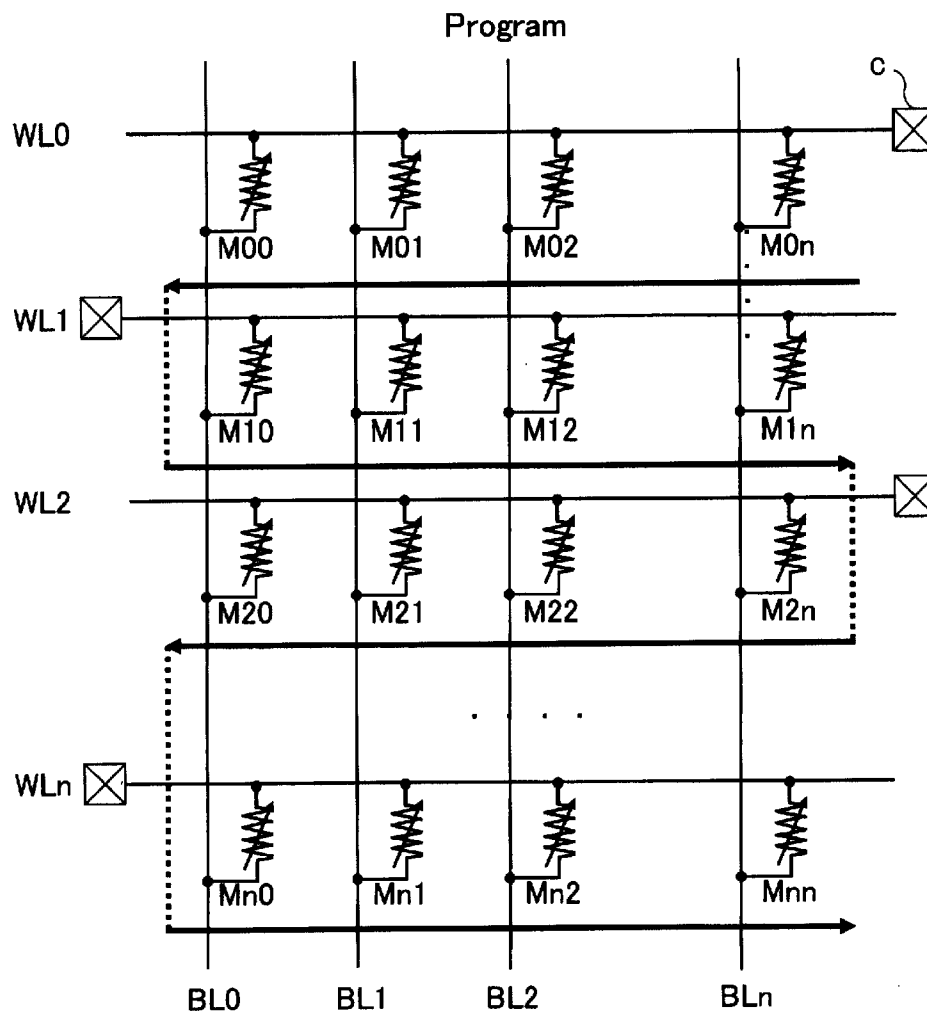 Program
C
WL0
M00 M01 M02 M0n
WL1
M10 M11 M12 M1n
WL2
M20 M21 M22 M2n
WLn
Mn0 Mn1 Mn2 Mnn
BL0 BL1 BL2 BLn